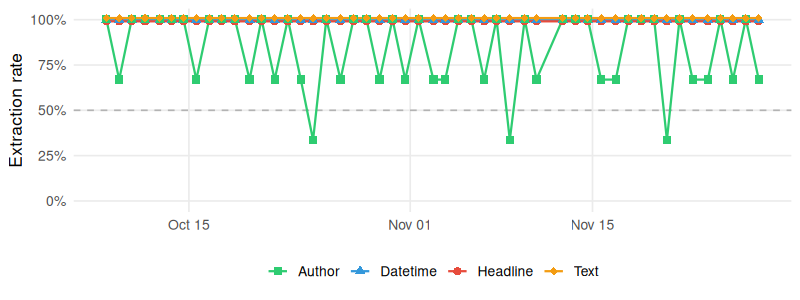 Extraction rate
100%
75%
50%
25%
0%
Oct 15 Nov 01 Nov 15
Author Datetime Headline Text